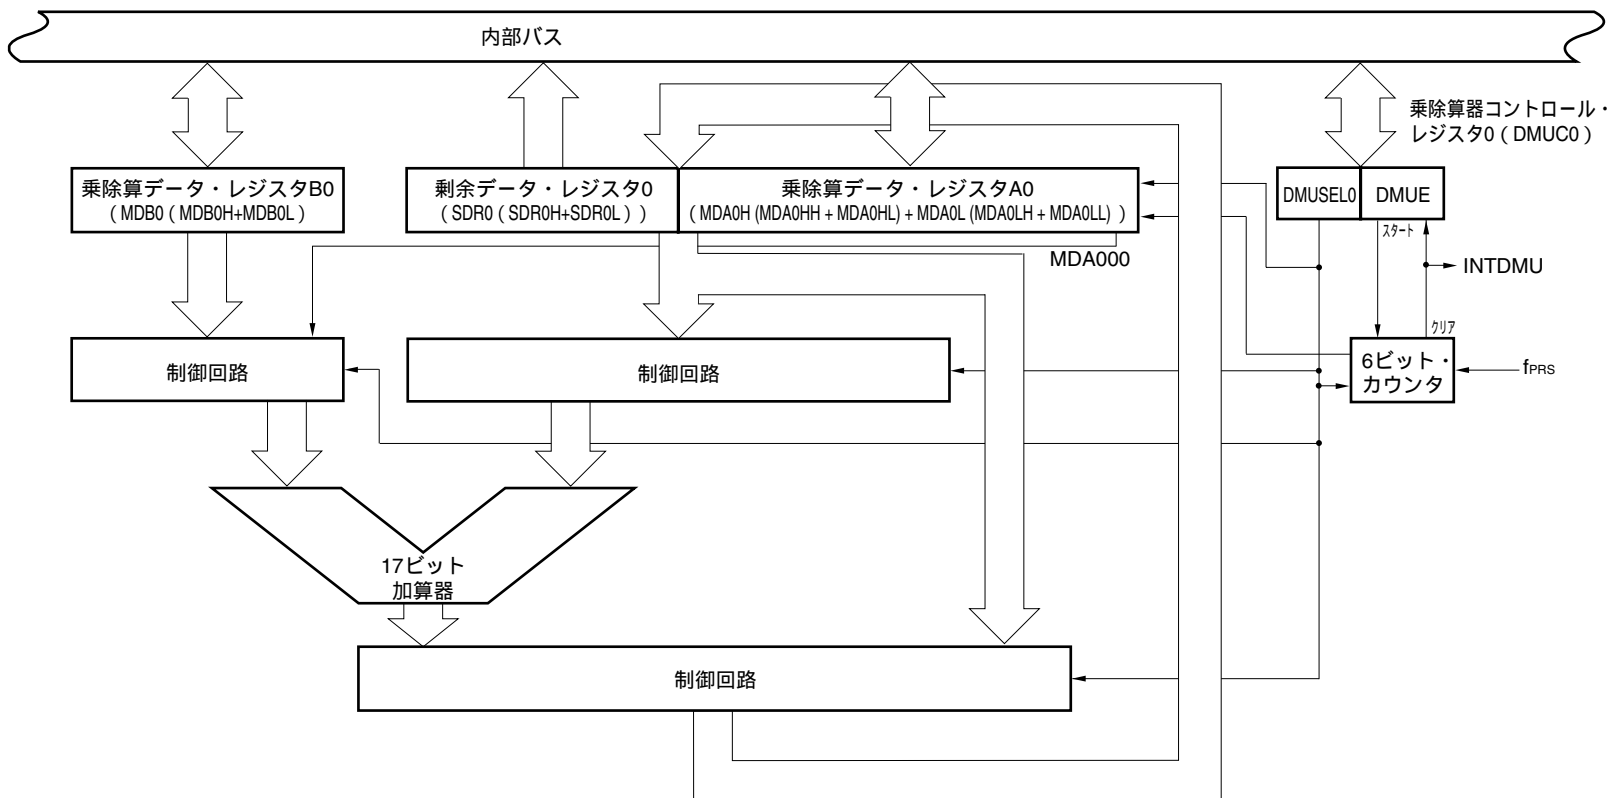 内部バス
乗除算器コントロール・
レジスタ0（DMUC0）
乗除算データ・レジスタB0
（MDB0（MDB0H+MDB0L）
剰余データ・レジスタ0
（SDR0（SDR0H+SDR0L））
乗除算データ・レジスタA0
（MDA0H (MDA0HH + MDA0HL) + MDA0L (MDA0LH + MDA0LL) ）
DMUSEL0
DMUE
スタート
MDA000
INTDMU
クリア
制御回路
制御回路
6ビット・
カウンタ
fPRS
17ビット
加算器
制御回路